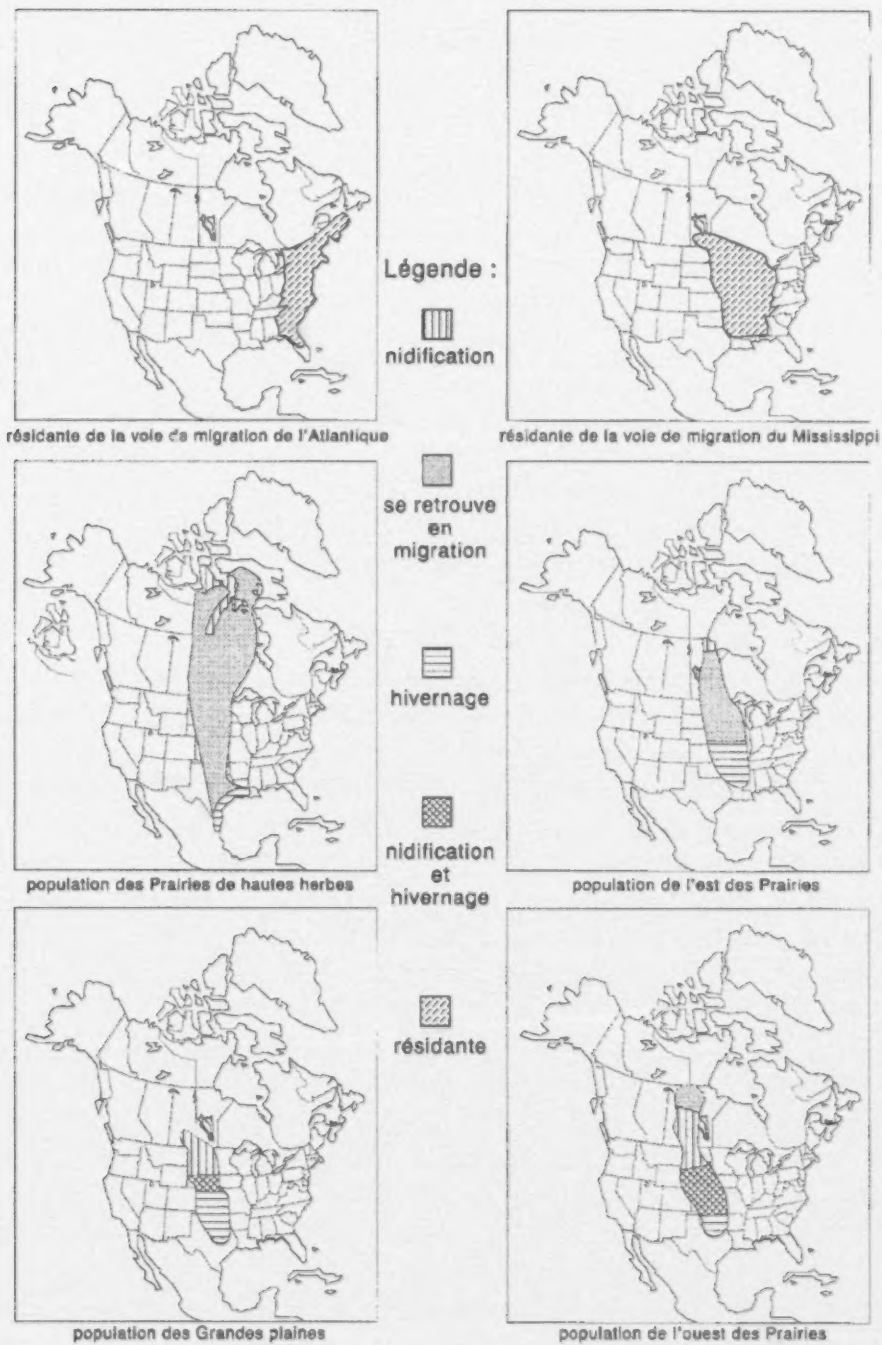 résidante de la voie de migration de l'Atlantique
résidante de la voie de migration du Mississippi
Légende :
nidification
se retrouve
en
migration
hivernage
nidification
et
hivernage
résidante
population des Prairies de hautes herbes
population de l'est des Prairies
population des Grandes plaines
population de l'ouest des Prairies